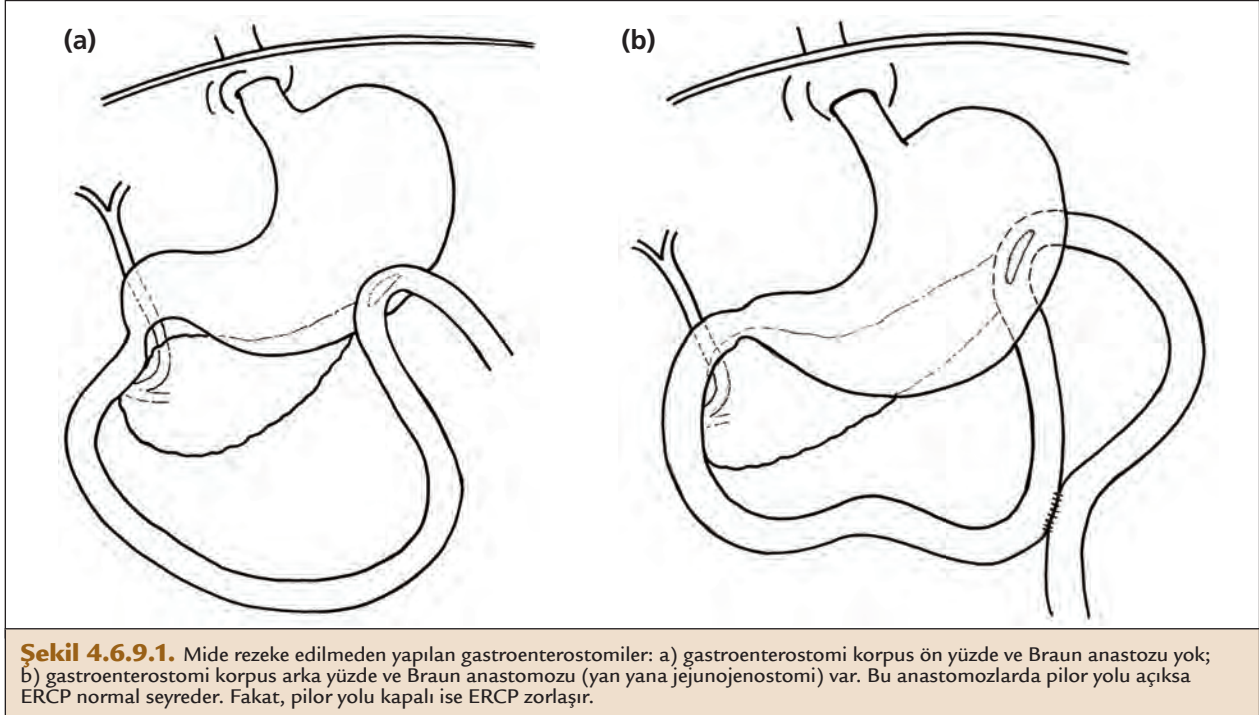 (a)
(b)
Şekil 4.6.9.1. Mide rezeke edilmeden yapılan gastroenterostomiler: a) gastroenterostomi korpus ön yüzde ve Braun anastozu yok;
b) gastroenterostomi korpus arka yüzde ve Braun anastomozu (yan yana jejunojenostomi) var. Bu anastomozlarda pilor yolu açıksa
ERCP normal seyreder. Fakat, pilor yolu kapalı ise ERCP zorlaşır.